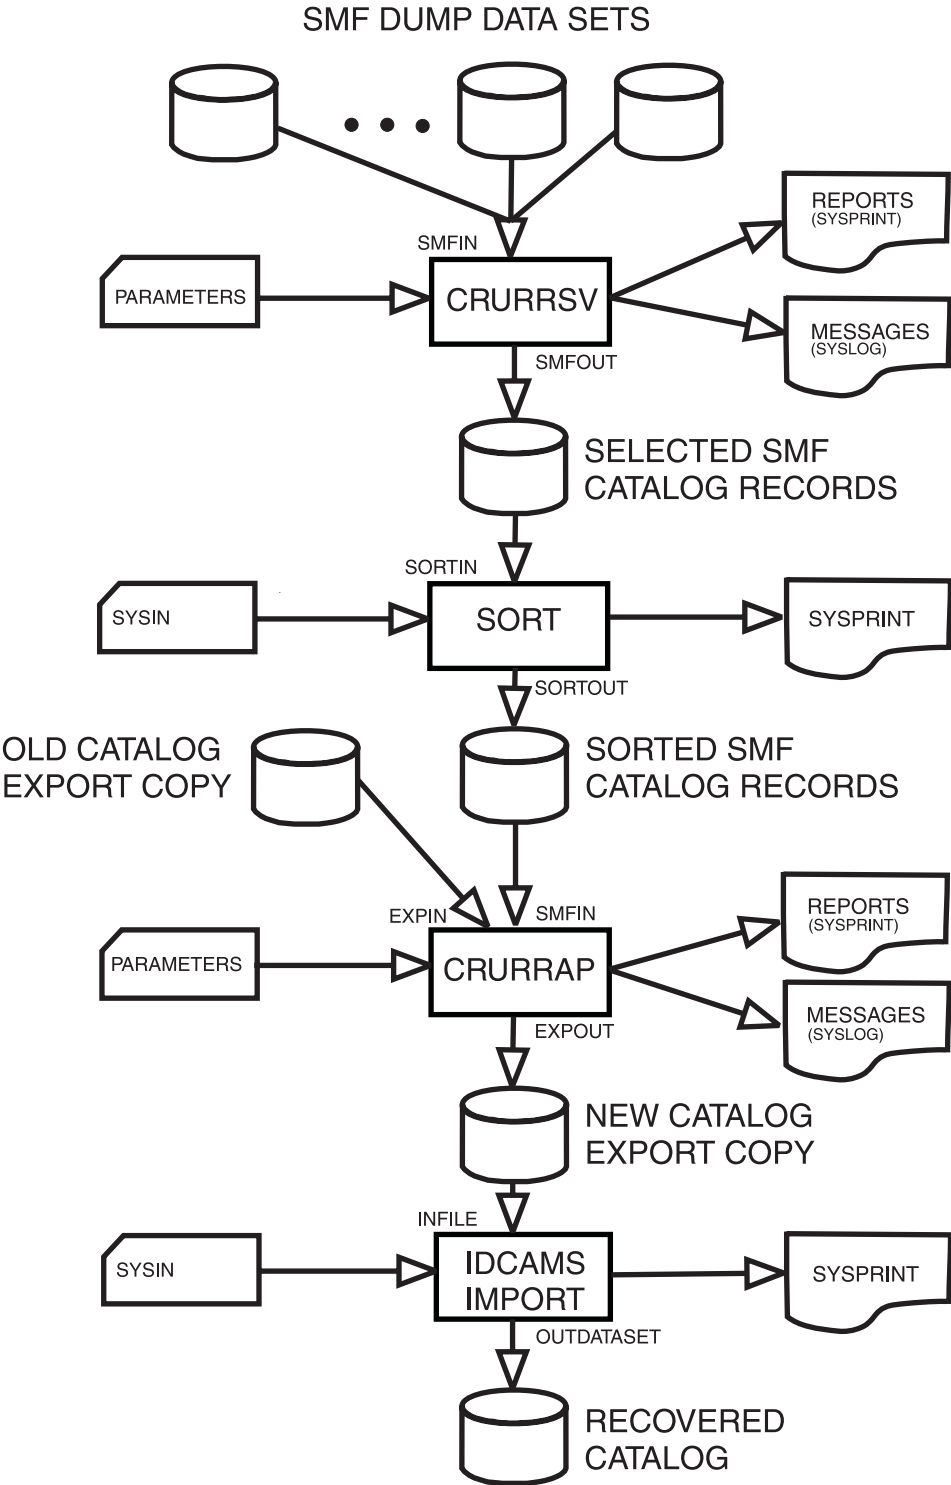 SMF DUMP DATA SETS
REPORTS
(SYSPRINT)
SMFIN
PARAMETERS
CRURRSV
MESSAGES
(SYSLOG)
SMFOUT
SELECTED SMF
CATALOG RECORDS
SORTIN
SYSIN
SORT
SYSPRINT
SORTOUT
OLD CATALOG
EXPORT COPY
SORTED SMF
CATALOG RECORDS
EXPIN
SMFIN
REPORTS
(SYSPRINT)
PARAMETERS
CRURRAP
MESSAGES
(SYSLOG)
EXPOUT
NEW CATALOG
EXPORT COPY
INFILE
SYSIN
IDCAMS
IMPORT
SYSPRINT
OUTDATASET
RECOVERED
CATALOG